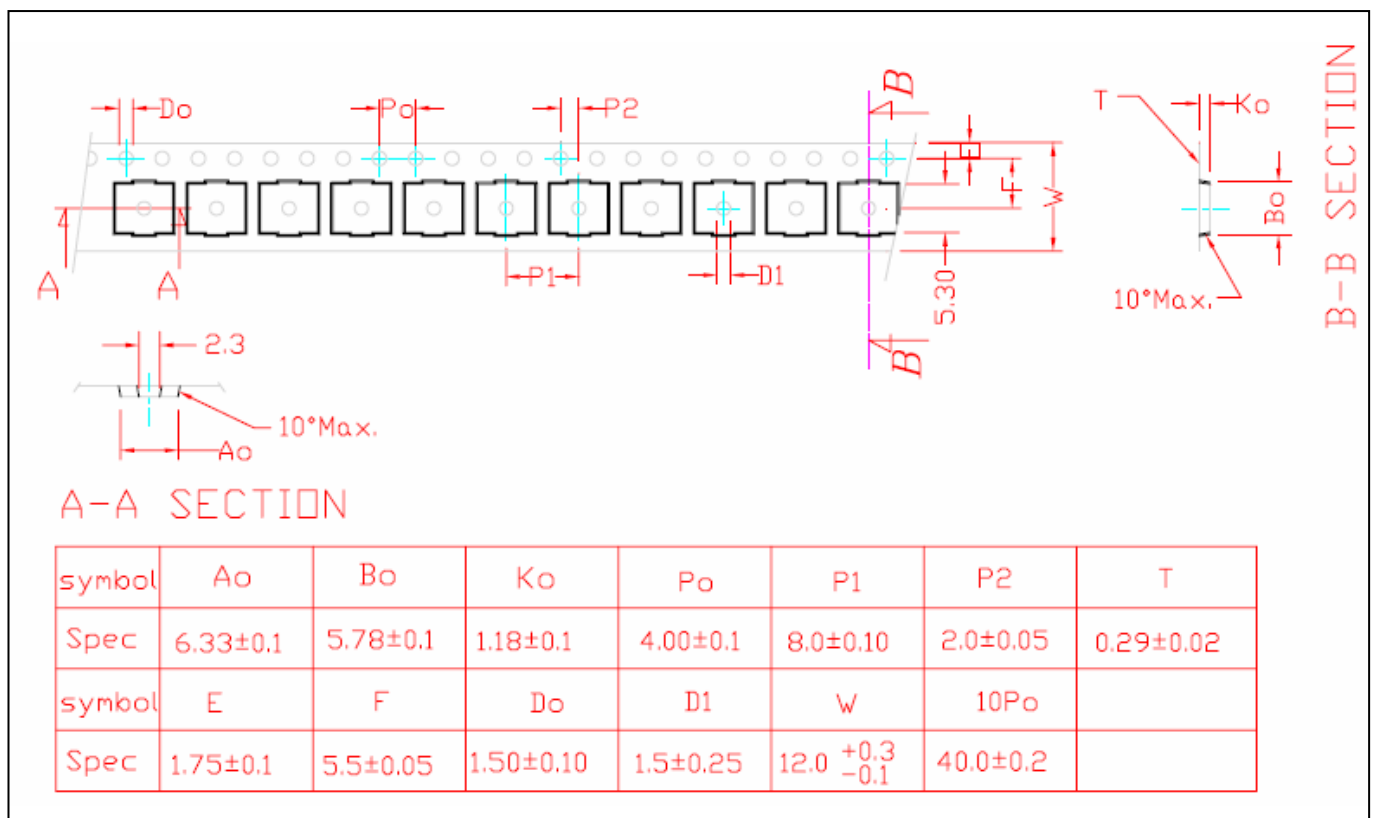 Do
Po
P2
B
E
F
W
A
A
P1
D1
5.30
B
T
Ko
Bo
10°Max.
B-B SECTION
2.3
10°Max.
Ao
A-A SECTION
symbol Ao Bo Ko Po P1 P2 T
Spec 6.33±0.1 5.78±0.1 1.18±0.1 4.00±0.1 8.0±0.10 2.0±0.05 0.29±0.02
symbol E F Do D1 W 10Po
Spec 1.75±0.1 5.5±0.05 1.50±0.10 1.5±0.25 12.0 +0.3 -0.1 40.0±0.2